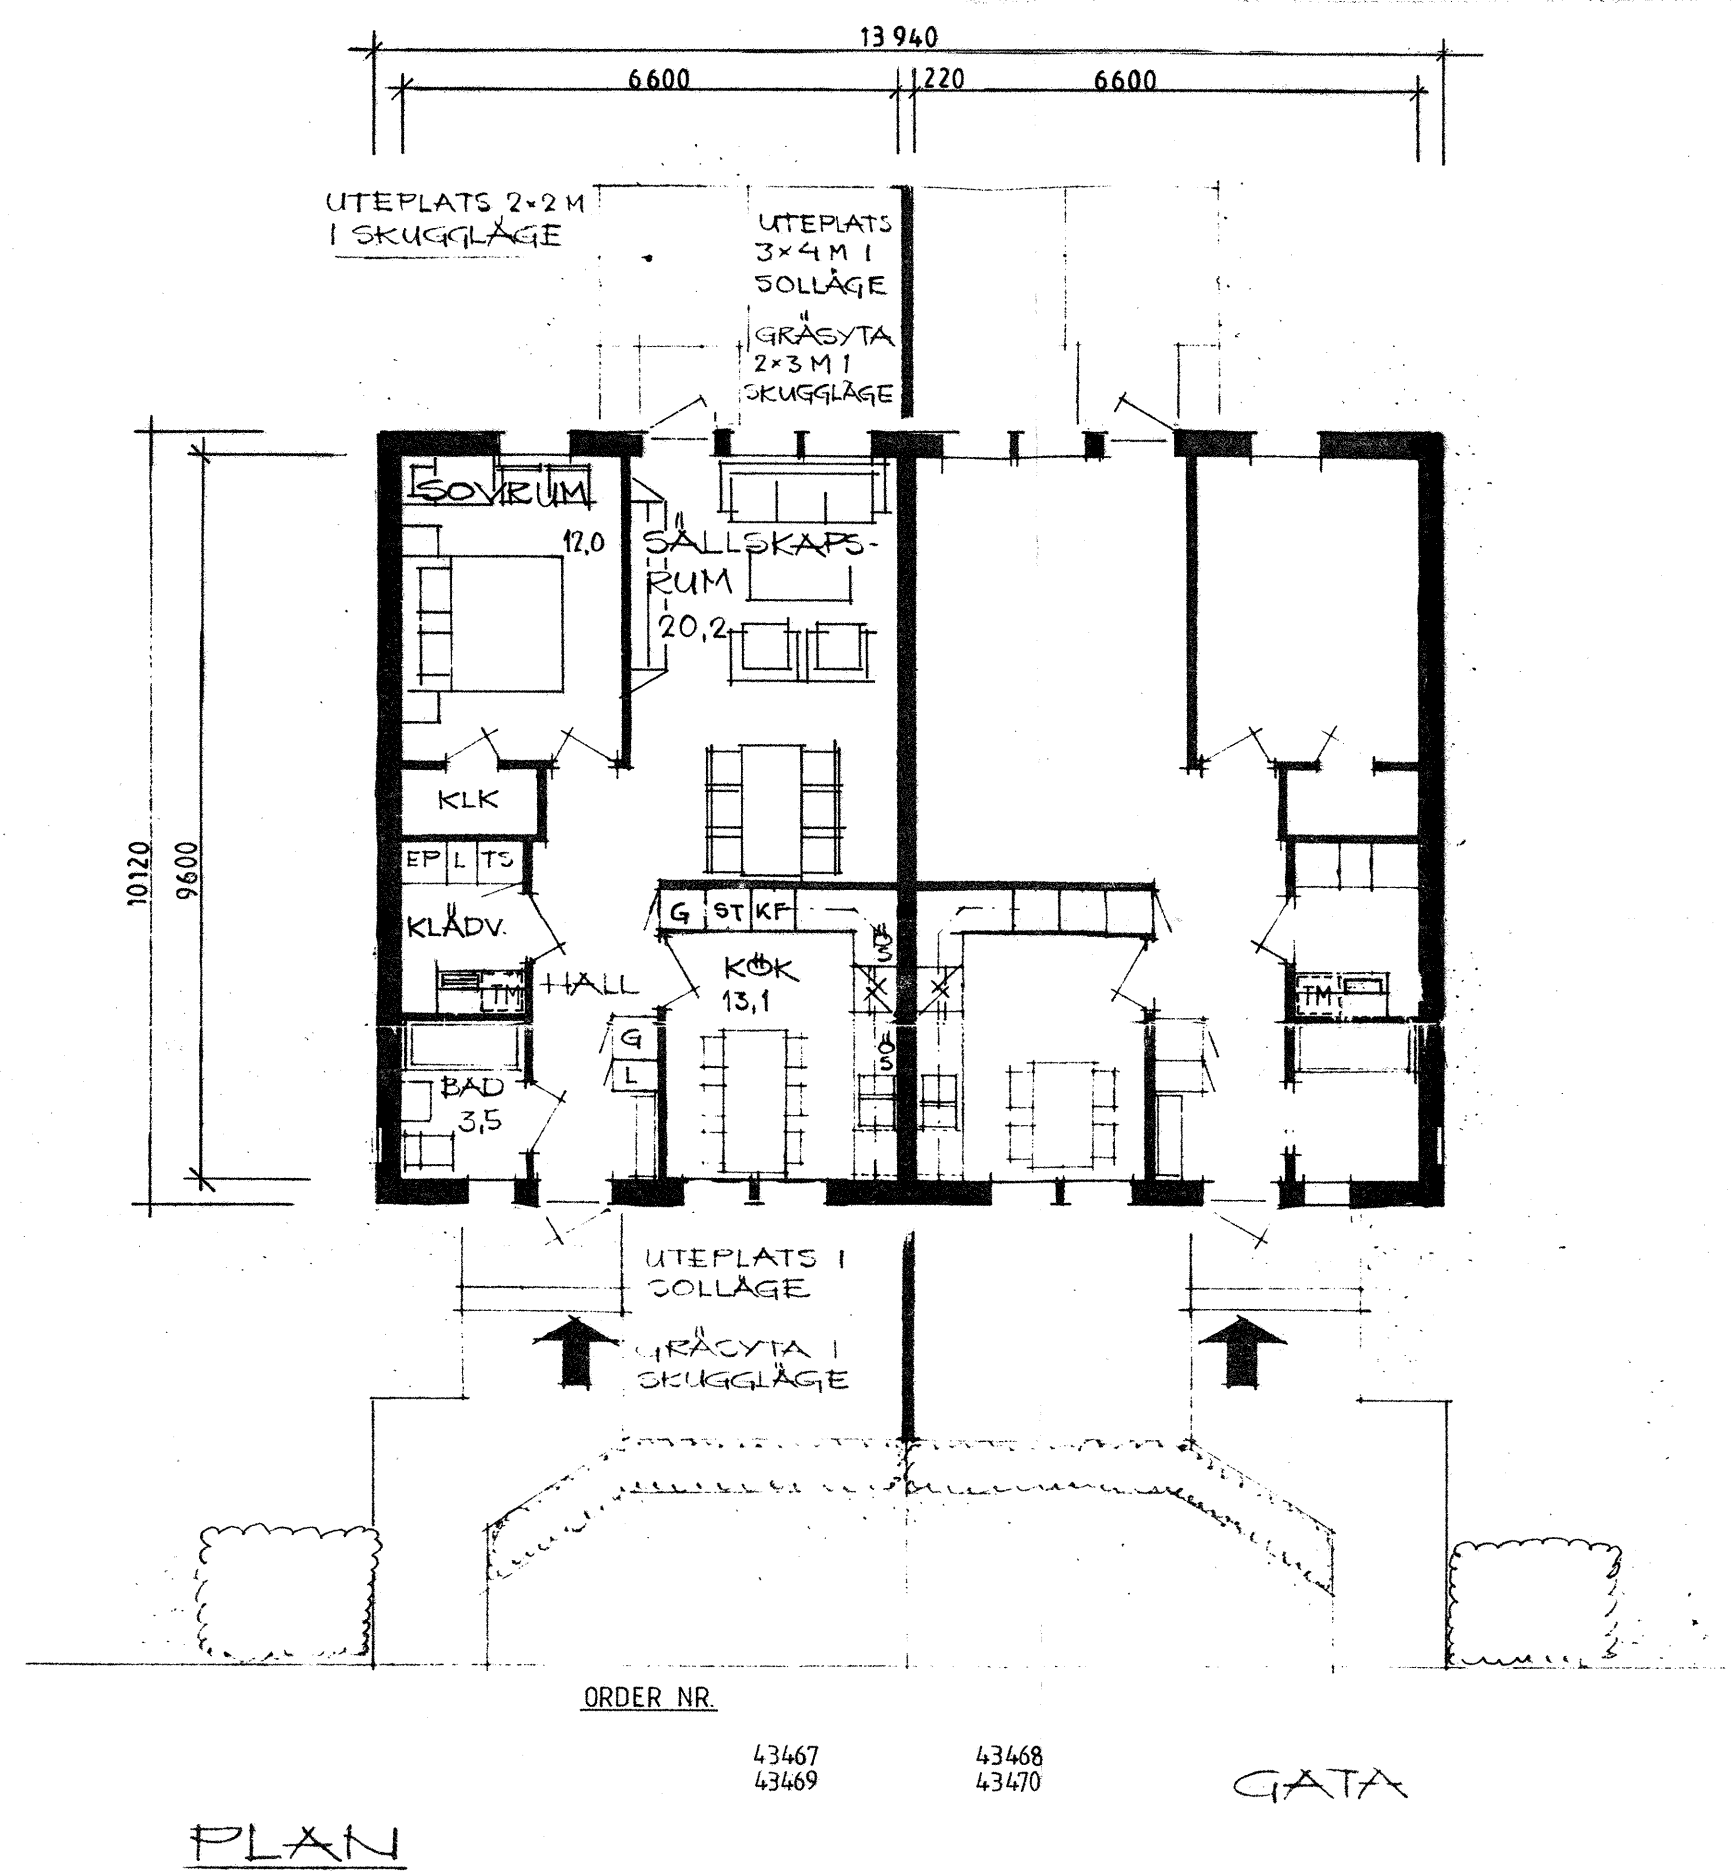 13 940
6600
220
6600
UTEPLATS 2×2 M
I SKUGGLÄGE
UTEPLATS
3×4 M I
SOLLÄGE
GRÄSYTA
2×3 M I
SKUGGLÄGE
SOVRUM
12,0
SÄLLSKAPS-
RUM
20,2
KLK
10120
9600
EP L TS
G ST KF
KLÄDV.
KÖK
13,1
HALL
TM
TM
G
L
BAD
3,5
UTEPLATS I
SOLLÄGE
GRÄSYTA I
SKUGGLÄGE
ORDER NR.
43467
43469
43468
43470
GATA
PLAN